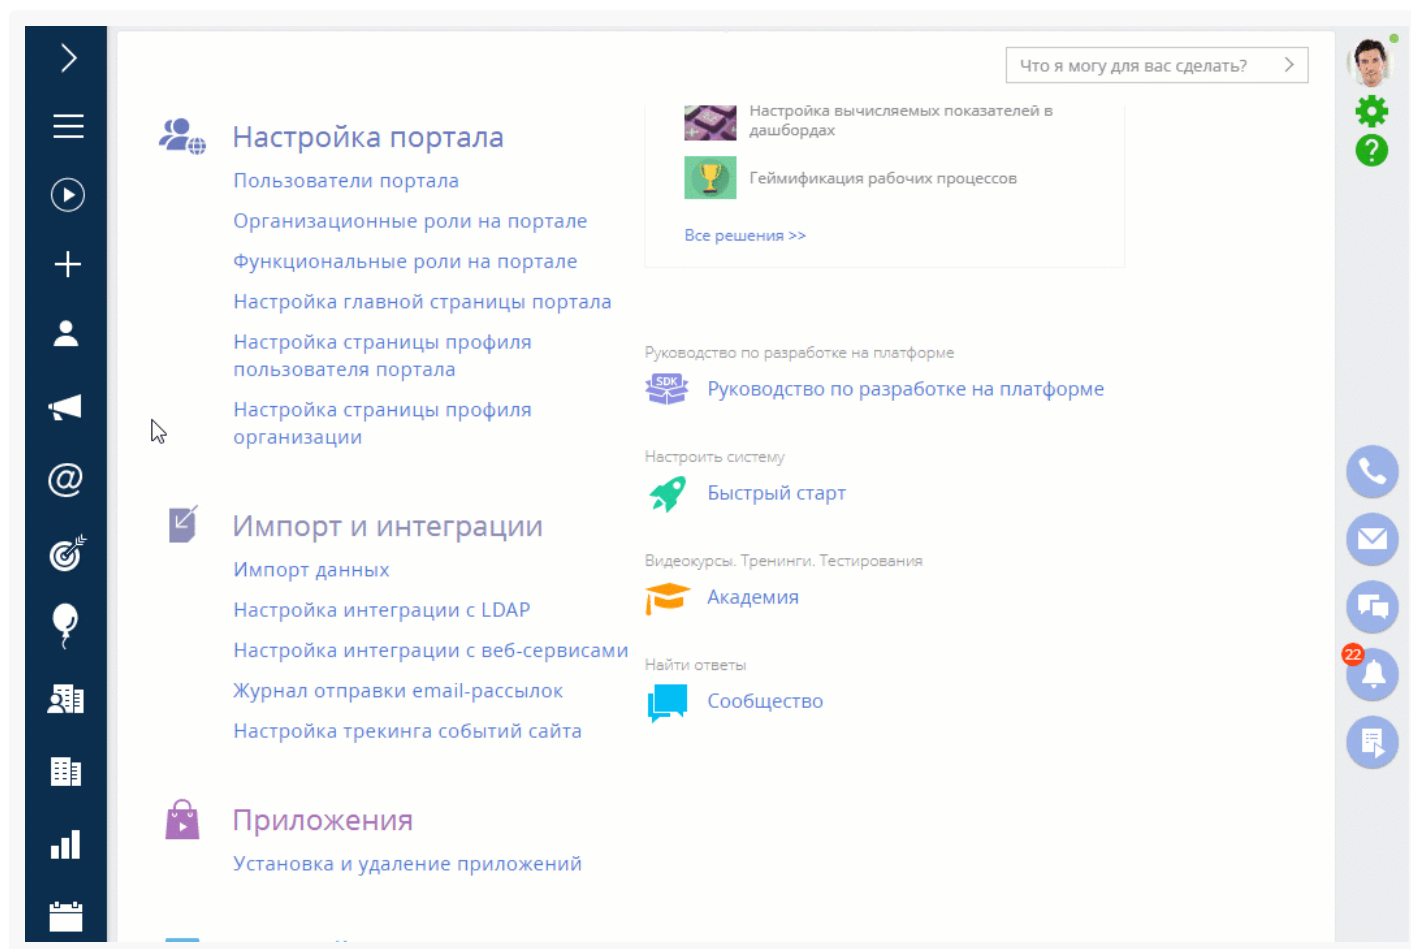 Что я могу для вас сделать?
Настройка портала
Пользователи портала
Организационные роли на портале
Функциональные роли на портале
Настройка главной страницы портала
Настройка страницы профиля
пользователя портала
Настройка страницы профиля
организации
Импорт и интеграции
Импорт данных
Настройка интеграции с LDAP
Настройка интеграции с веб-сервисами
Журнал отправки email-рассылок
Настройка трекинга событий сайта
Приложения
Установка и удаление приложений
Настройка вычисляемых показателей в
дашбордах
Геймификация рабочих процессов
Все решения >>
Руководство по разработке на платформе
SDK
Руководство по разработке на платформе
Настроить систему
Быстрый старт
Видеокурсы. Тренинги. Тестирования
Академия
Найти ответы
Сообщество
22